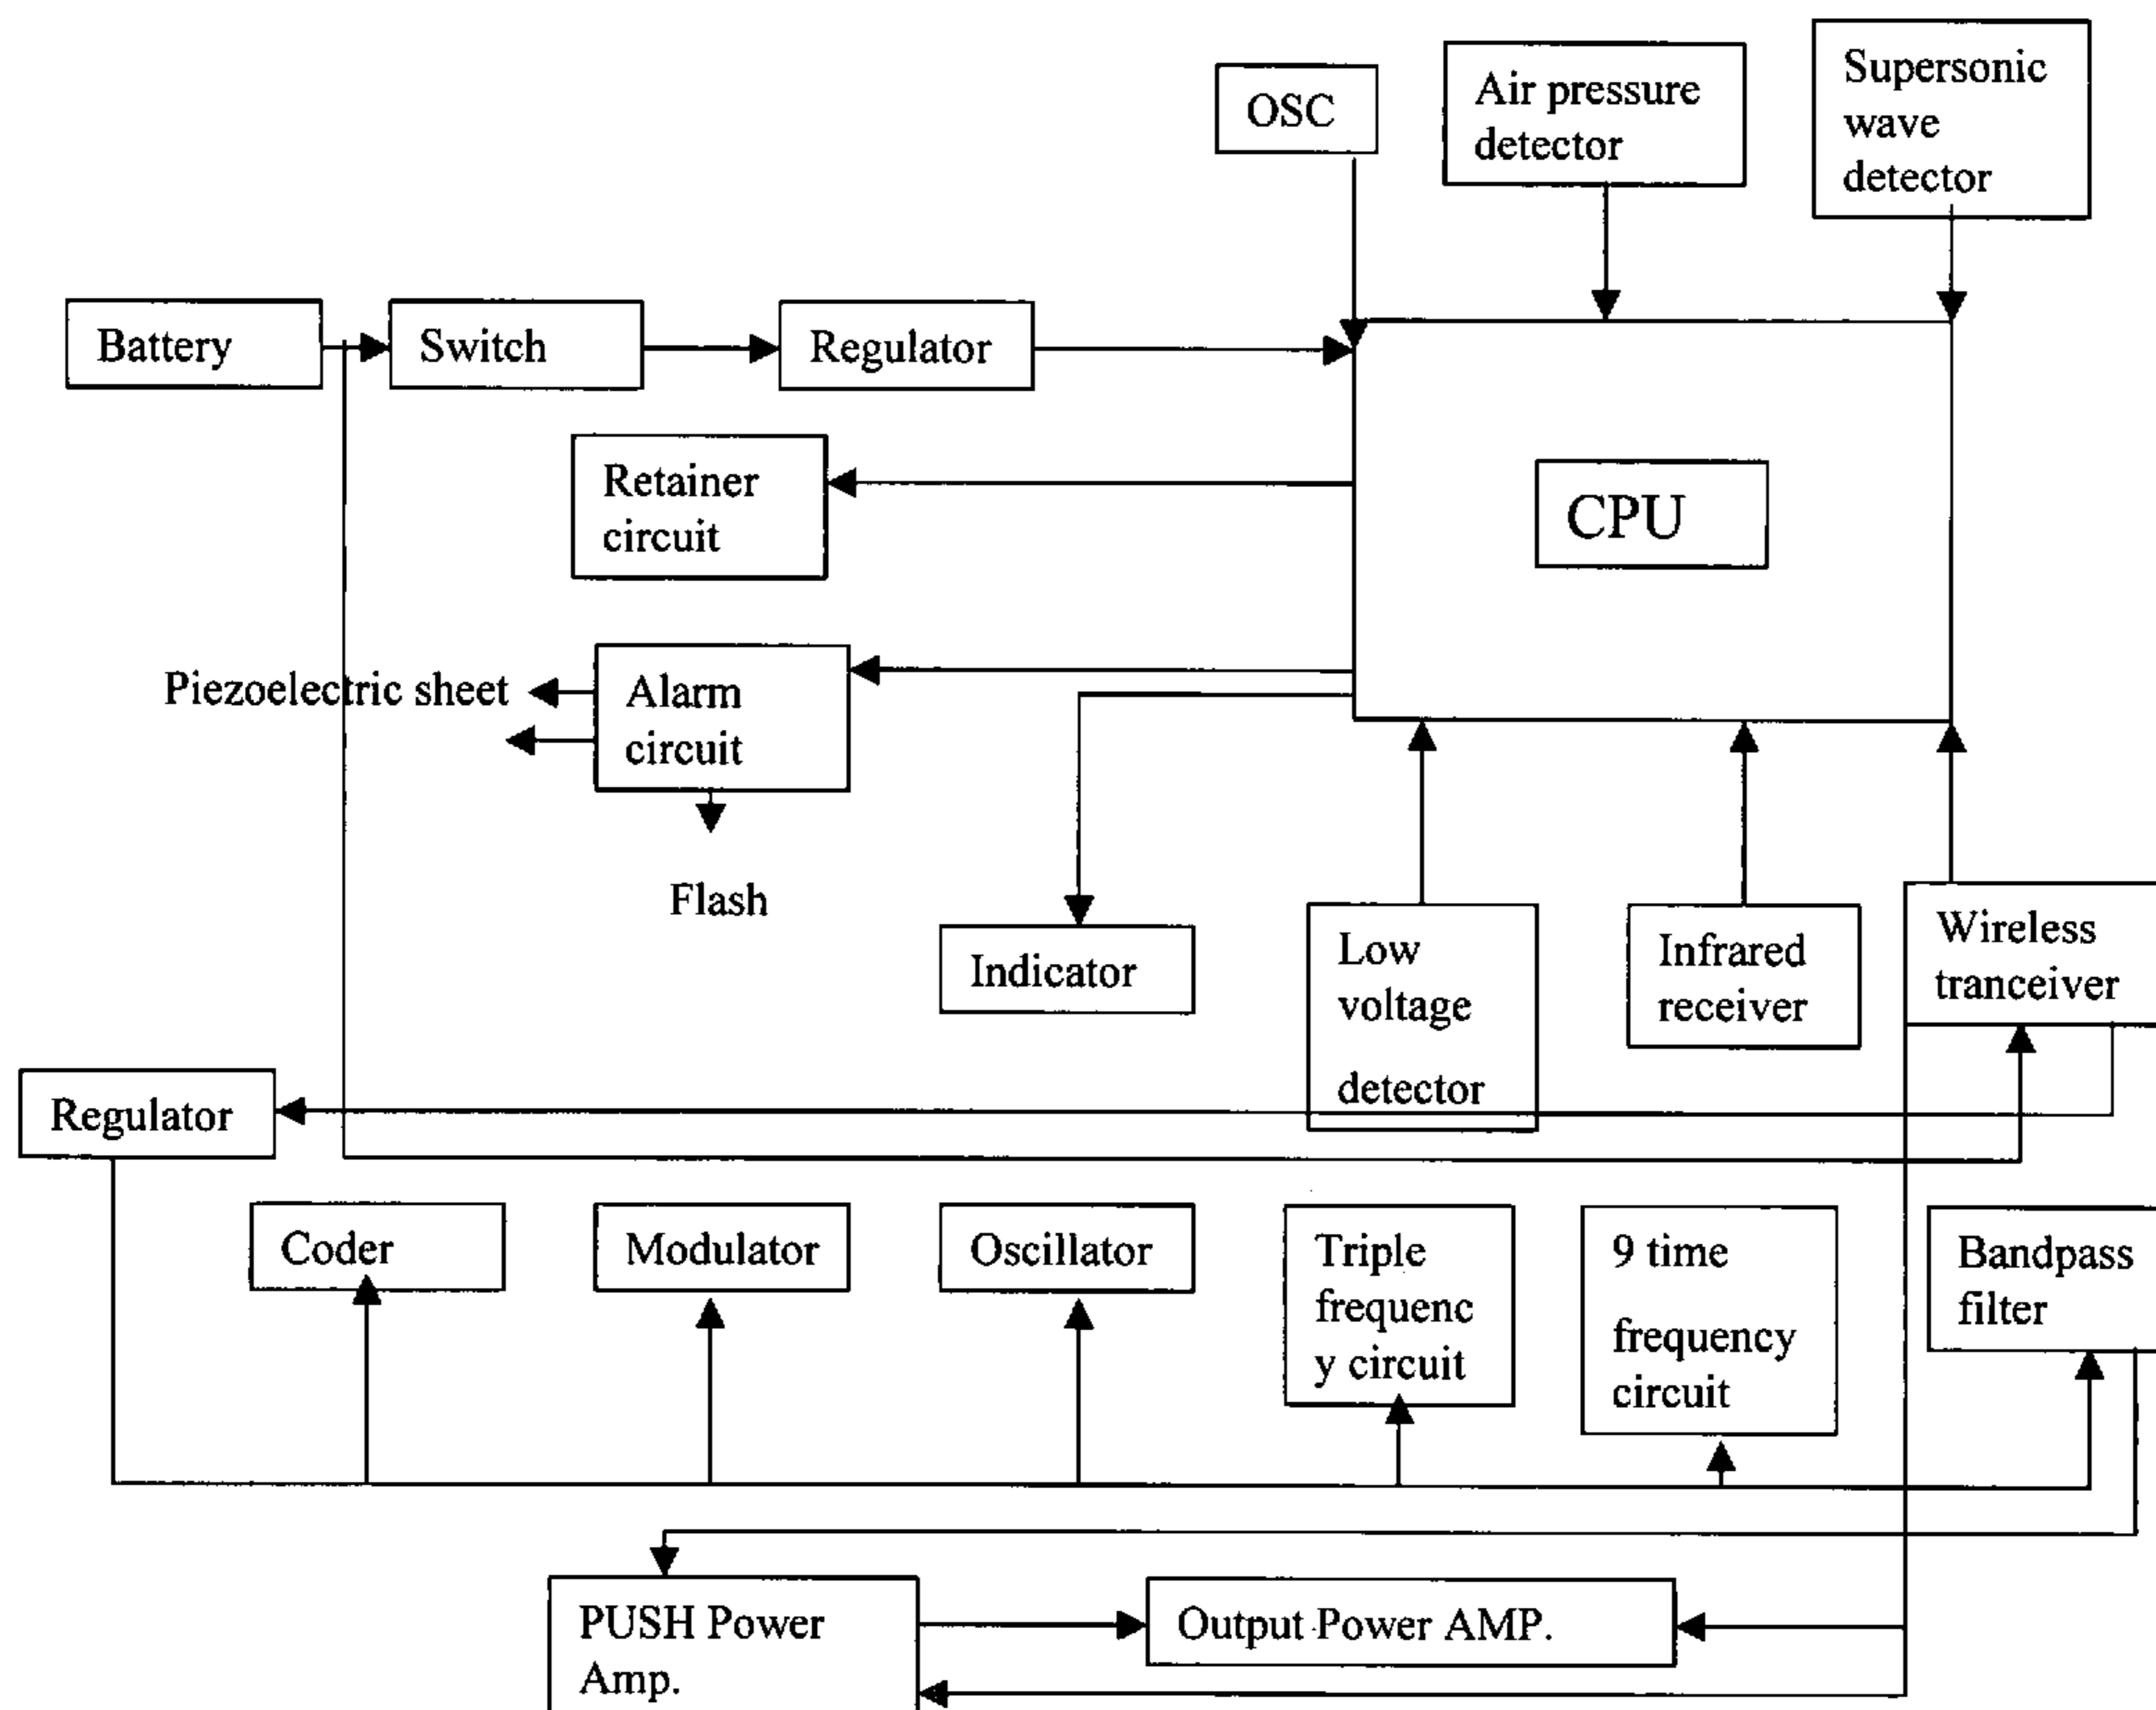 OSC
Air pressure
detector
Supersonic
wave
detector
Battery
Switch
Regulator
Retainer
circuit
CPU
Piezoelectric sheet
Alarm
circuit
Flash
Indicator
Low
voltage
detector
Infrared
receiver
Wireless
tranceiver
Regulator
Coder
Modulator
Oscillator
Triple
frequenc
y circuit
9 time
frequency
circuit
Bandpass
filter
PUSH Power
Amp.
Output Power AMP.